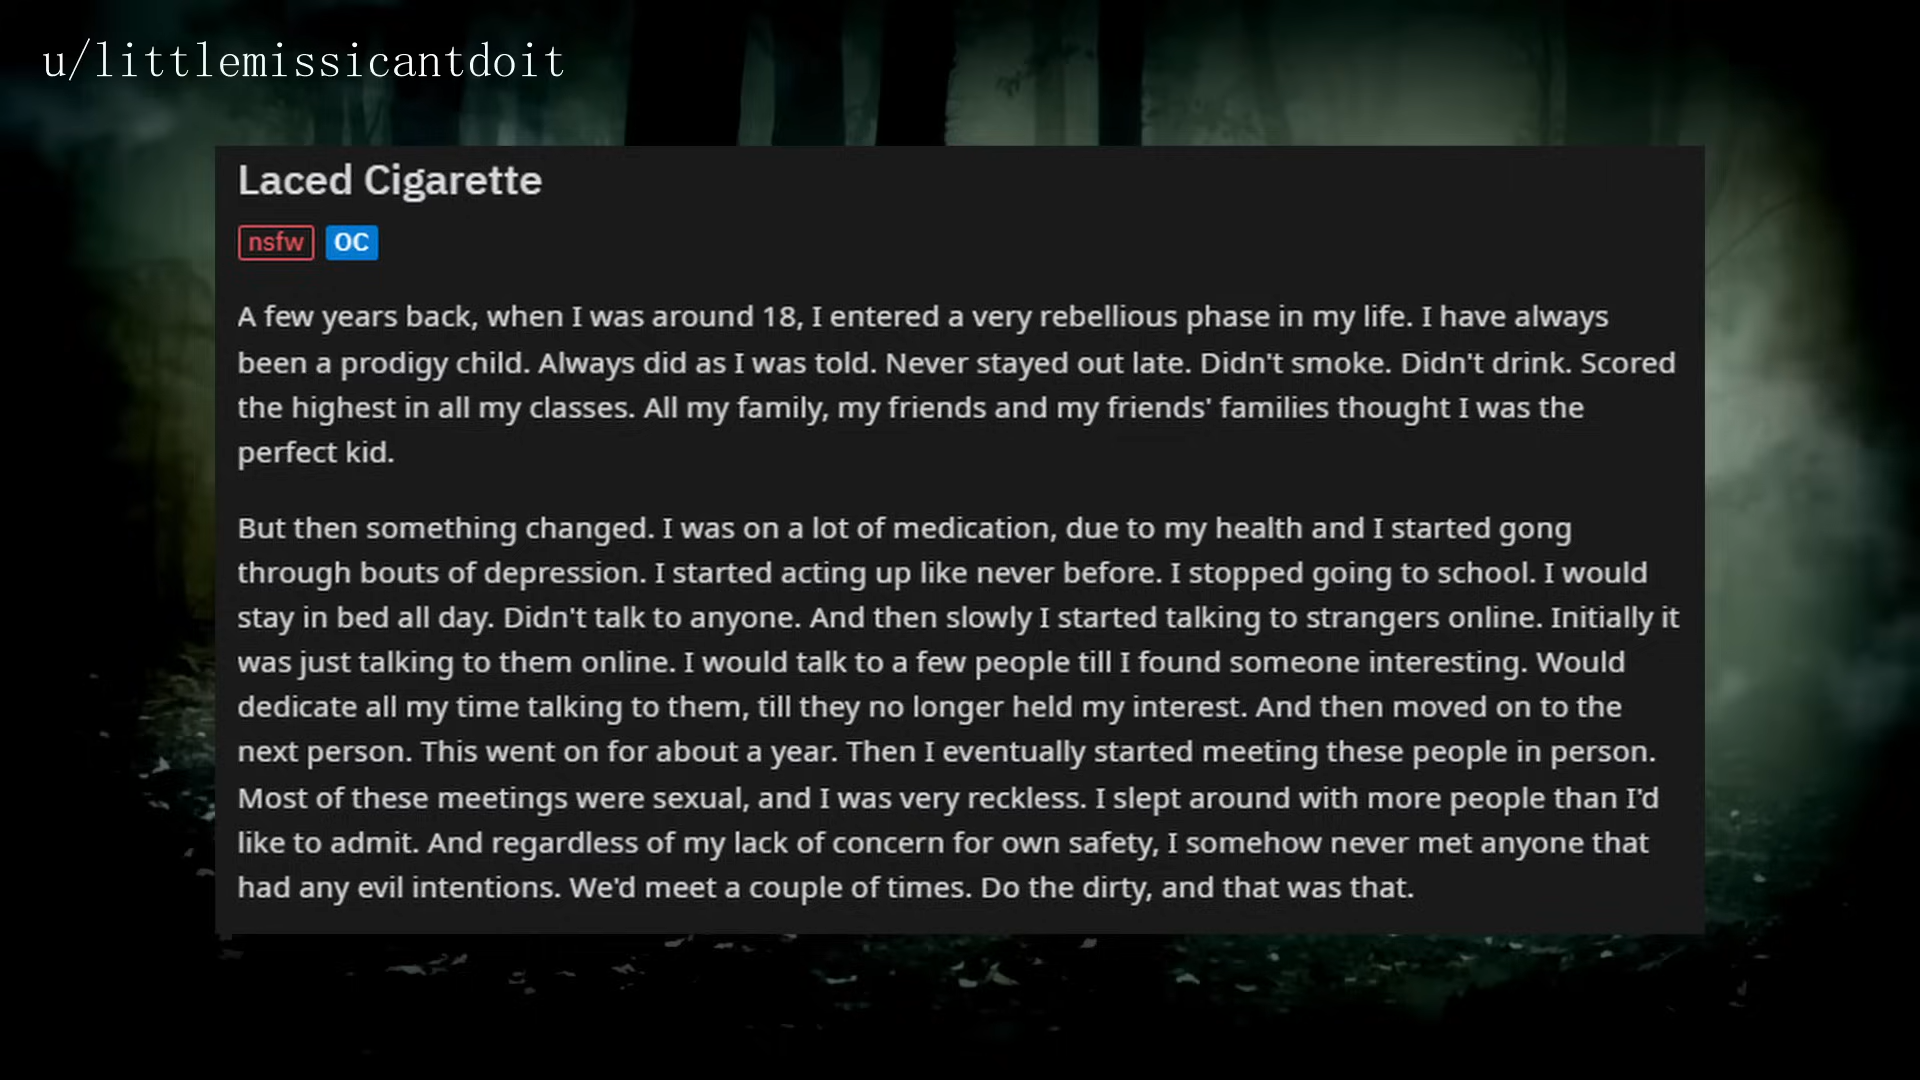 u/littlemissicantdoit
Laced Cigarette
nsfw OC
A few years back, when I was around 18, I entered a very rebellious phase in my life. I have always
been a prodigy child. Always did as I was told. Never stayed out late. Didn't smoke. Didn't drink. Scored
the highest in all my classes. All my family, my friends and my friends' families thought I was the
perfect kid.
But then something changed. I was on a lot of medication, due to my health and I started gong
through bouts of depression. I started acting up like never before. I stopped going to school. I would
stay in bed all day. Didn't talk to anyone. And then slowly I started talking to strangers online. Initially it
was just talking to them online. I would talk to a few people till I found someone interesting. Would
dedicate all my time talking to them, till they no longer held my interest. And then moved on to the
next person. This went on for about a year. Then I eventually started meeting these people in person.
Most of these meetings were sexual, and I was very reckless. I slept around with more people than I'd
like to admit. And regardless of my lack of concern for own safety, I somehow never met anyone that
had any evil intentions. We'd meet a couple of times. Do the dirty, and that was that.